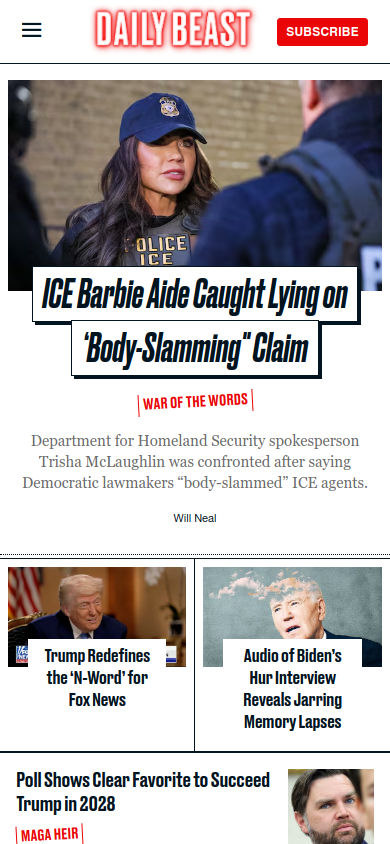 DAILY BEAST
SUBSCRIBE
POLICE
ICE
ICE Barbie Aide Caught Lying on
‘Body-Slamming" Claim
WAR OF THE WORDS
Department for Homeland Security spokesperson
Trisha McLaughlin was confronted after saying
Democratic lawmakers “body-slammed” ICE agents.
Will Neal
Trump Redefines
the ‘N-Word’ for
Fox News
Audio of Biden’s
Hur Interview
Reveals Jarring
Memory Lapses
Poll Shows Clear Favorite to Succeed
Trump in 2028
MAGA HEIR